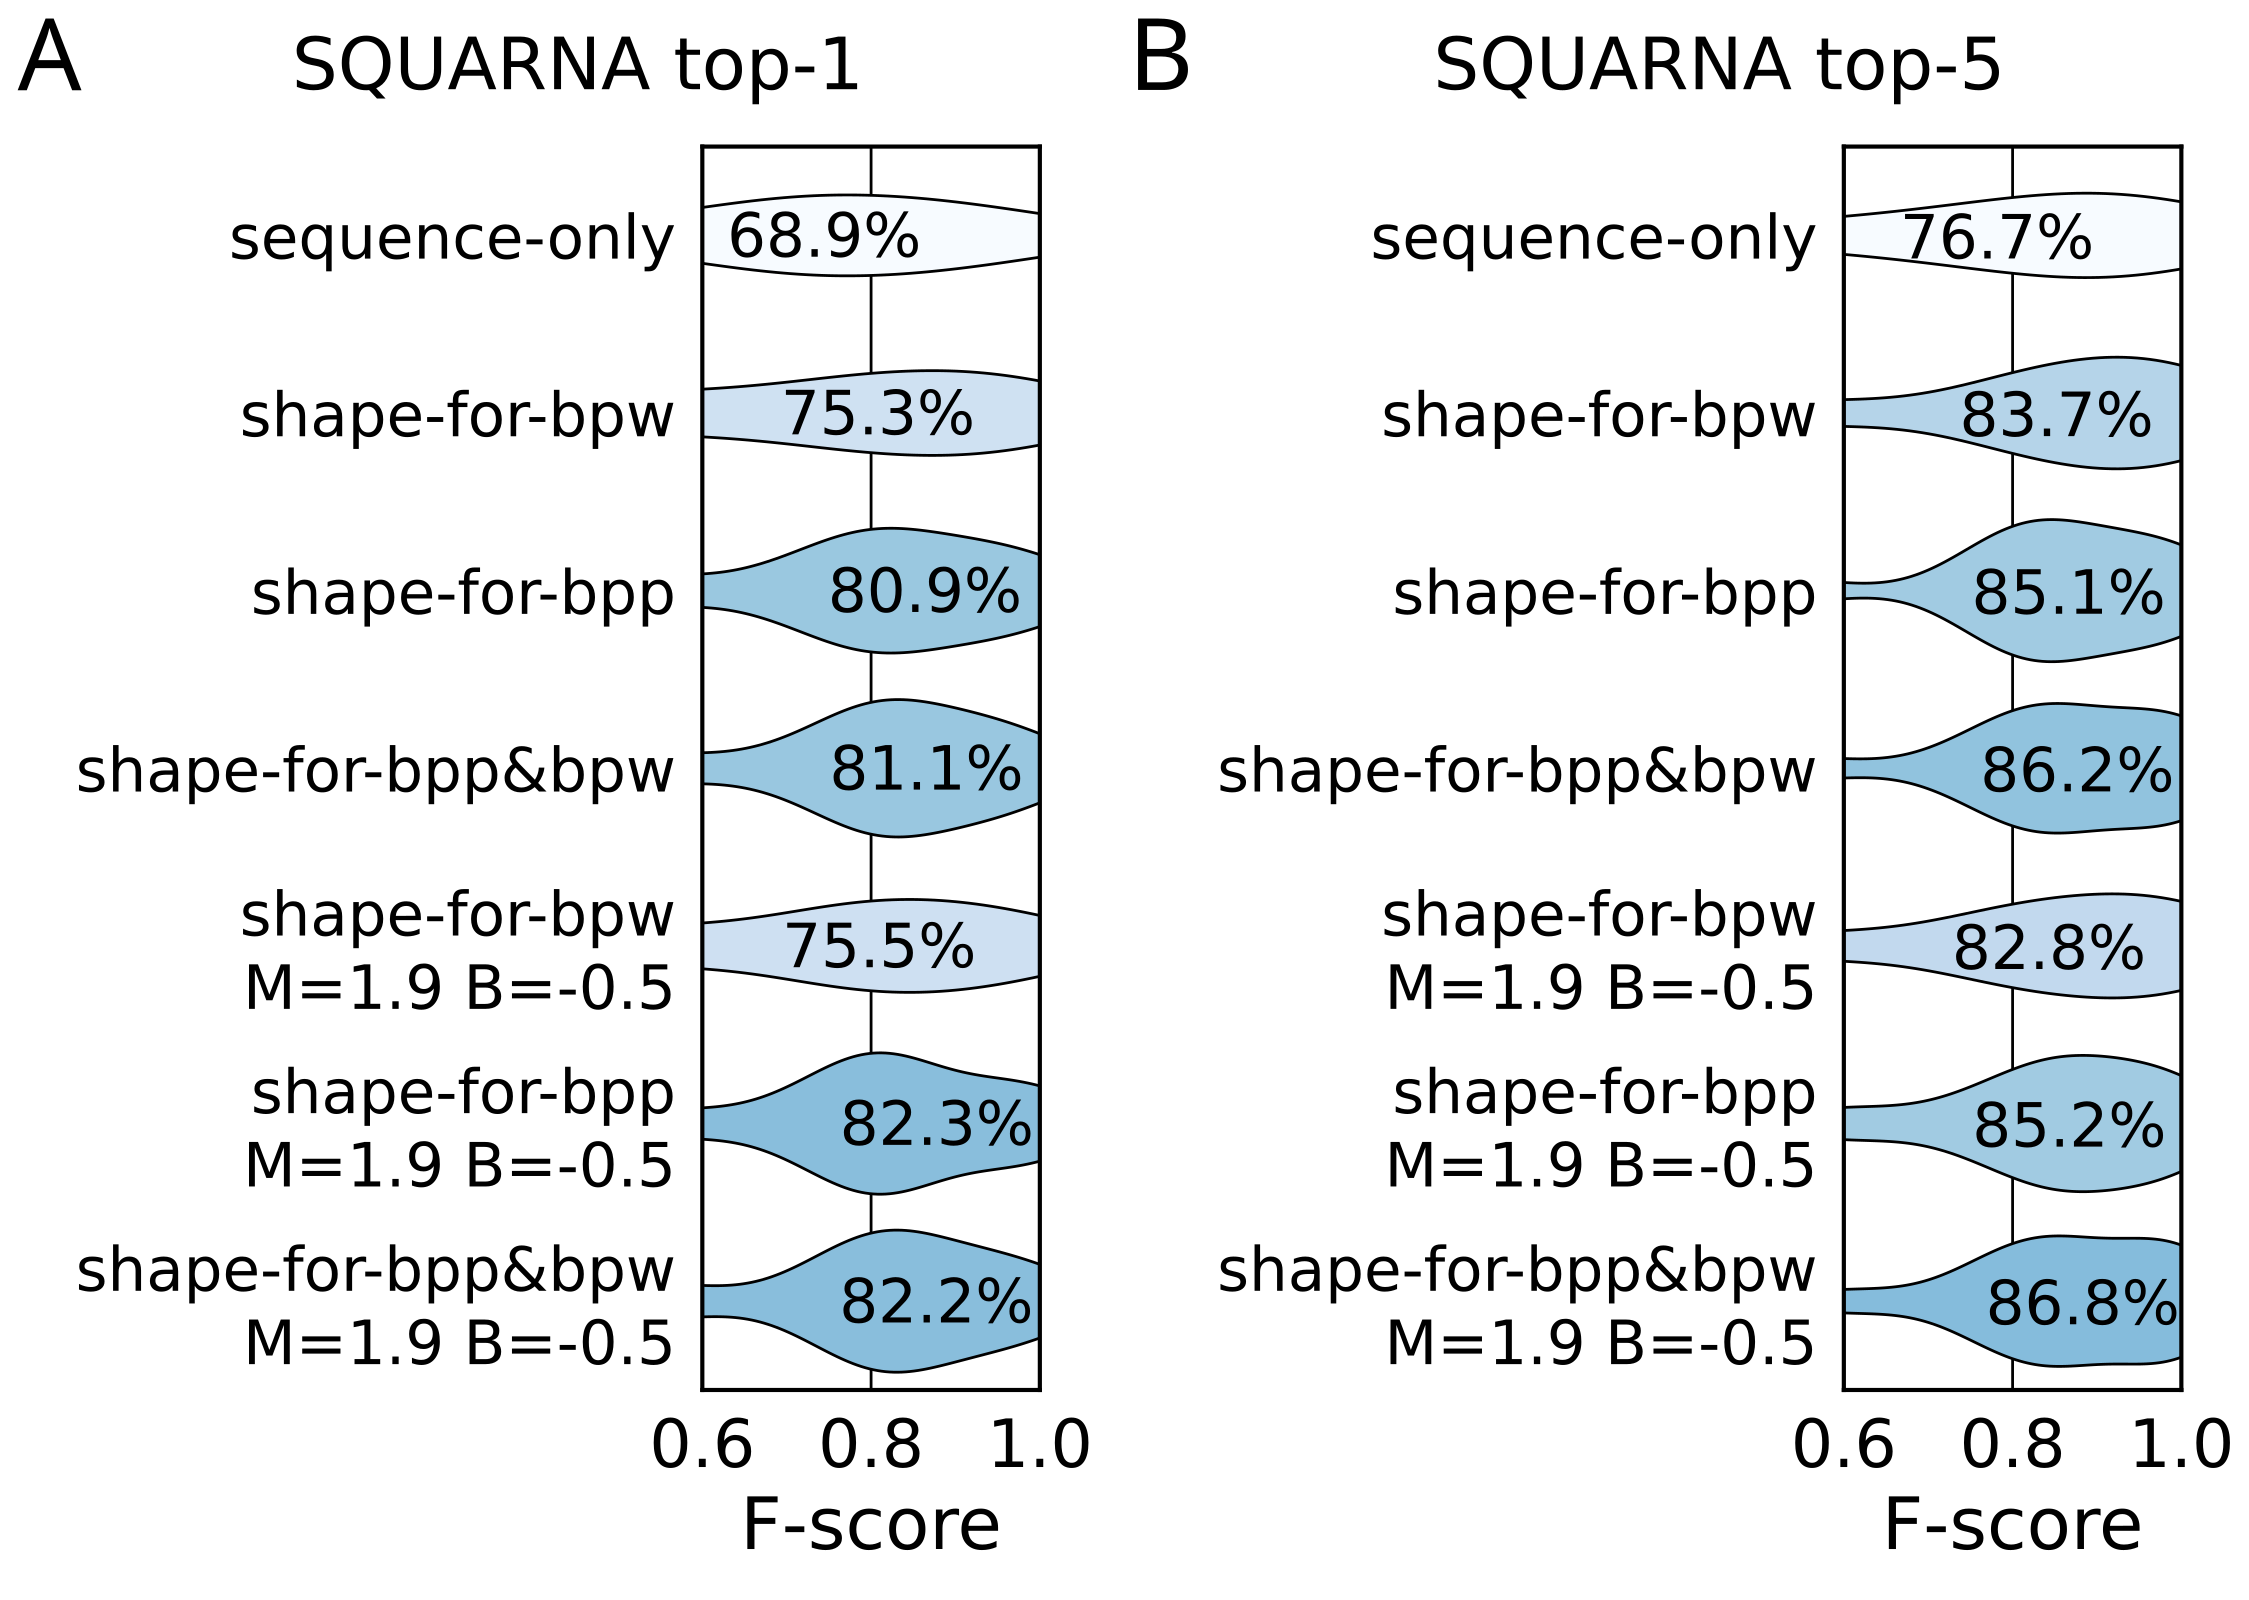 A
SQUARNA top-1
sequence-only
68.9%
shape-for-bpw
75.3%
shape-for-bpp
80.9%
shape-for-bpp&bpw
81.1%
shape-for-bpw
M=1.9 B=-0.5
75.5%
shape-for-bpp
M=1.9 B=-0.5
82.3%
shape-for-bpp&bpw
M=1.9 B=-0.5
82.2%
0.6 0.8 1.0
F-score
B
SQUARNA top-5
sequence-only
76.7%
shape-for-bpw
83.7%
shape-for-bpp
85.1%
shape-for-bpp&bpw
86.2%
shape-for-bpw
M=1.9 B=-0.5
82.8%
shape-for-bpp
M=1.9 B=-0.5
85.2%
shape-for-bpp&bpw
M=1.9 B=-0.5
86.8%
0.6 0.8 1.0
F-score